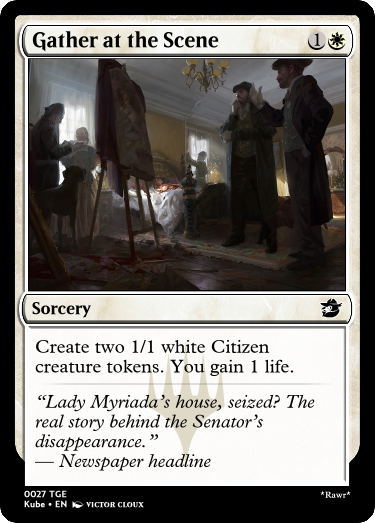 Gather at the Scene 1
Sorcery
Create two 1/1 white Citizen
creature tokens. You gain 1 life.
“Lady Myriada’s house, seized? The
real story behind the Senator’s
disappearance.”
— Newspaper headline
0027 TGE
Kube • EN VICTOR CLOUX
*Rawr*